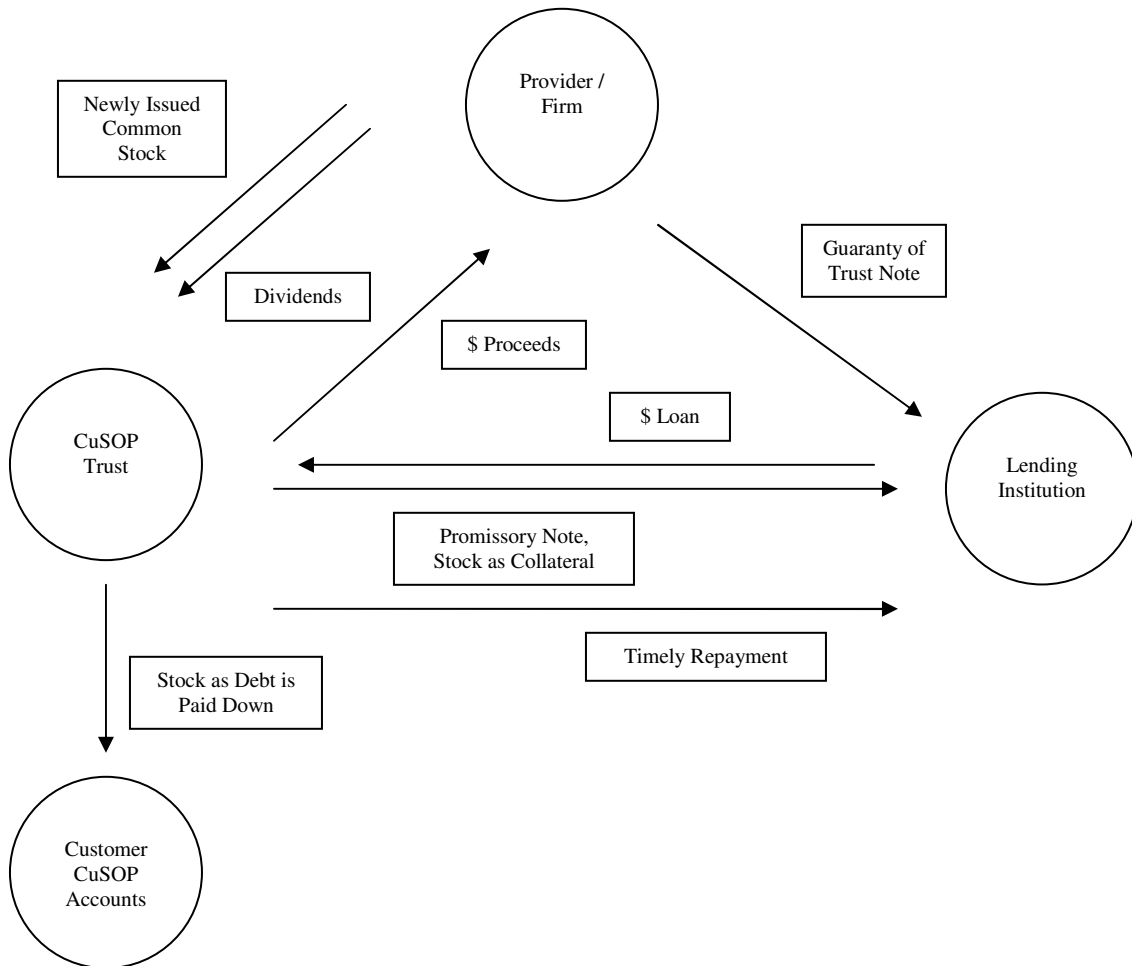 Provider /
Firm
Newly Issued
Common
Stock
Guaranty of
Trust Note
Dividends
$ Proceeds
$ Loan
CuSOP
Trust
Lending
Institution
Promissory Note,
Stock as Collateral
Timely Repayment
Stock as Debt is
Paid Down
Customer
CuSOP
Accounts